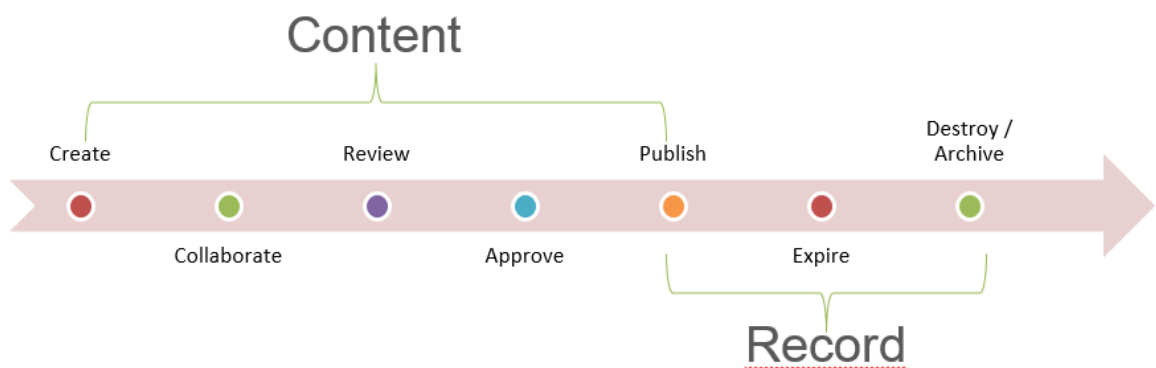 Content
Create
Review
Publish
Destroy /
Archive
Collaborate
Approve
Expire
Record